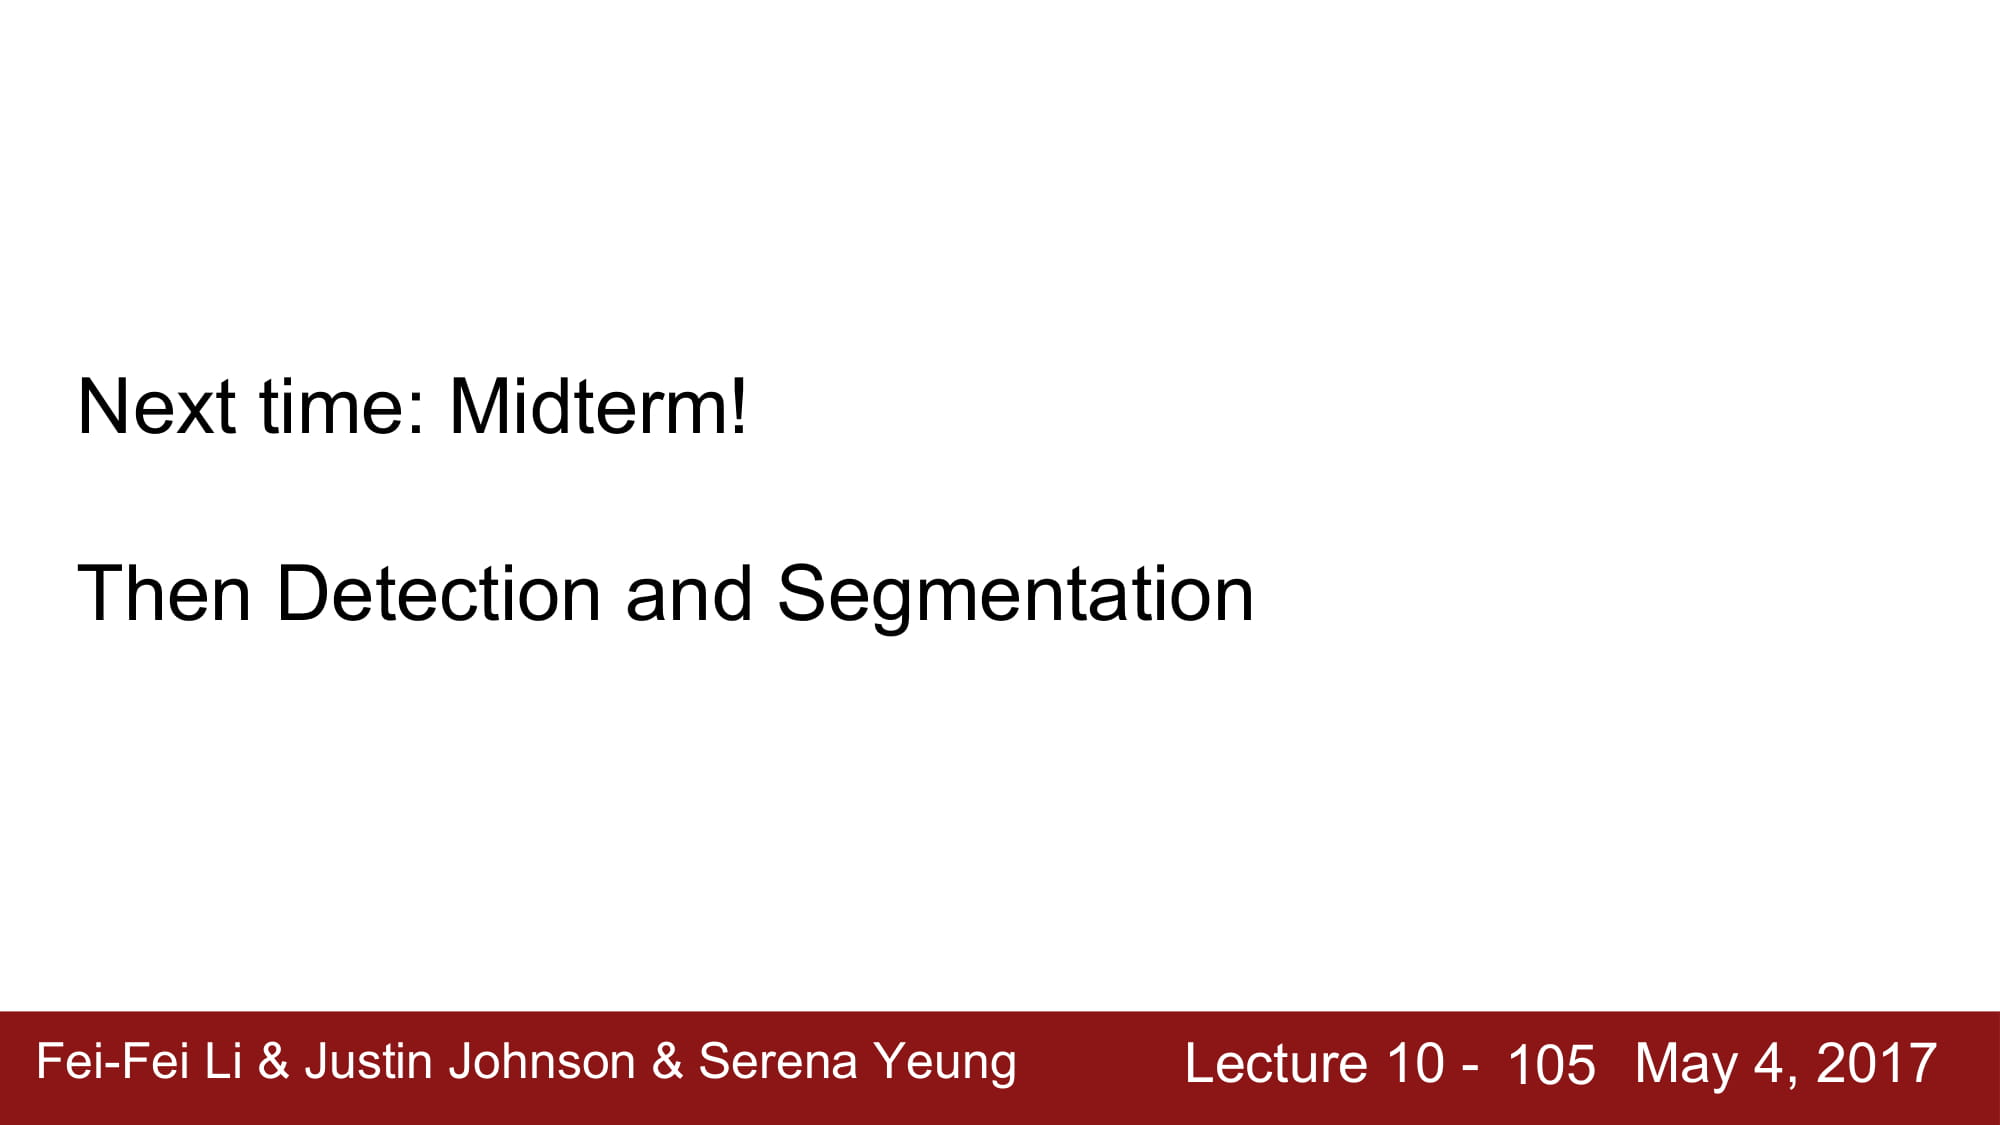 Next time: Midterm!
Then Detection and Segmentation
Fei-Fei Li & Justin Johnson & Serena Yeung Lecture 10 - 105 May 4, 2017